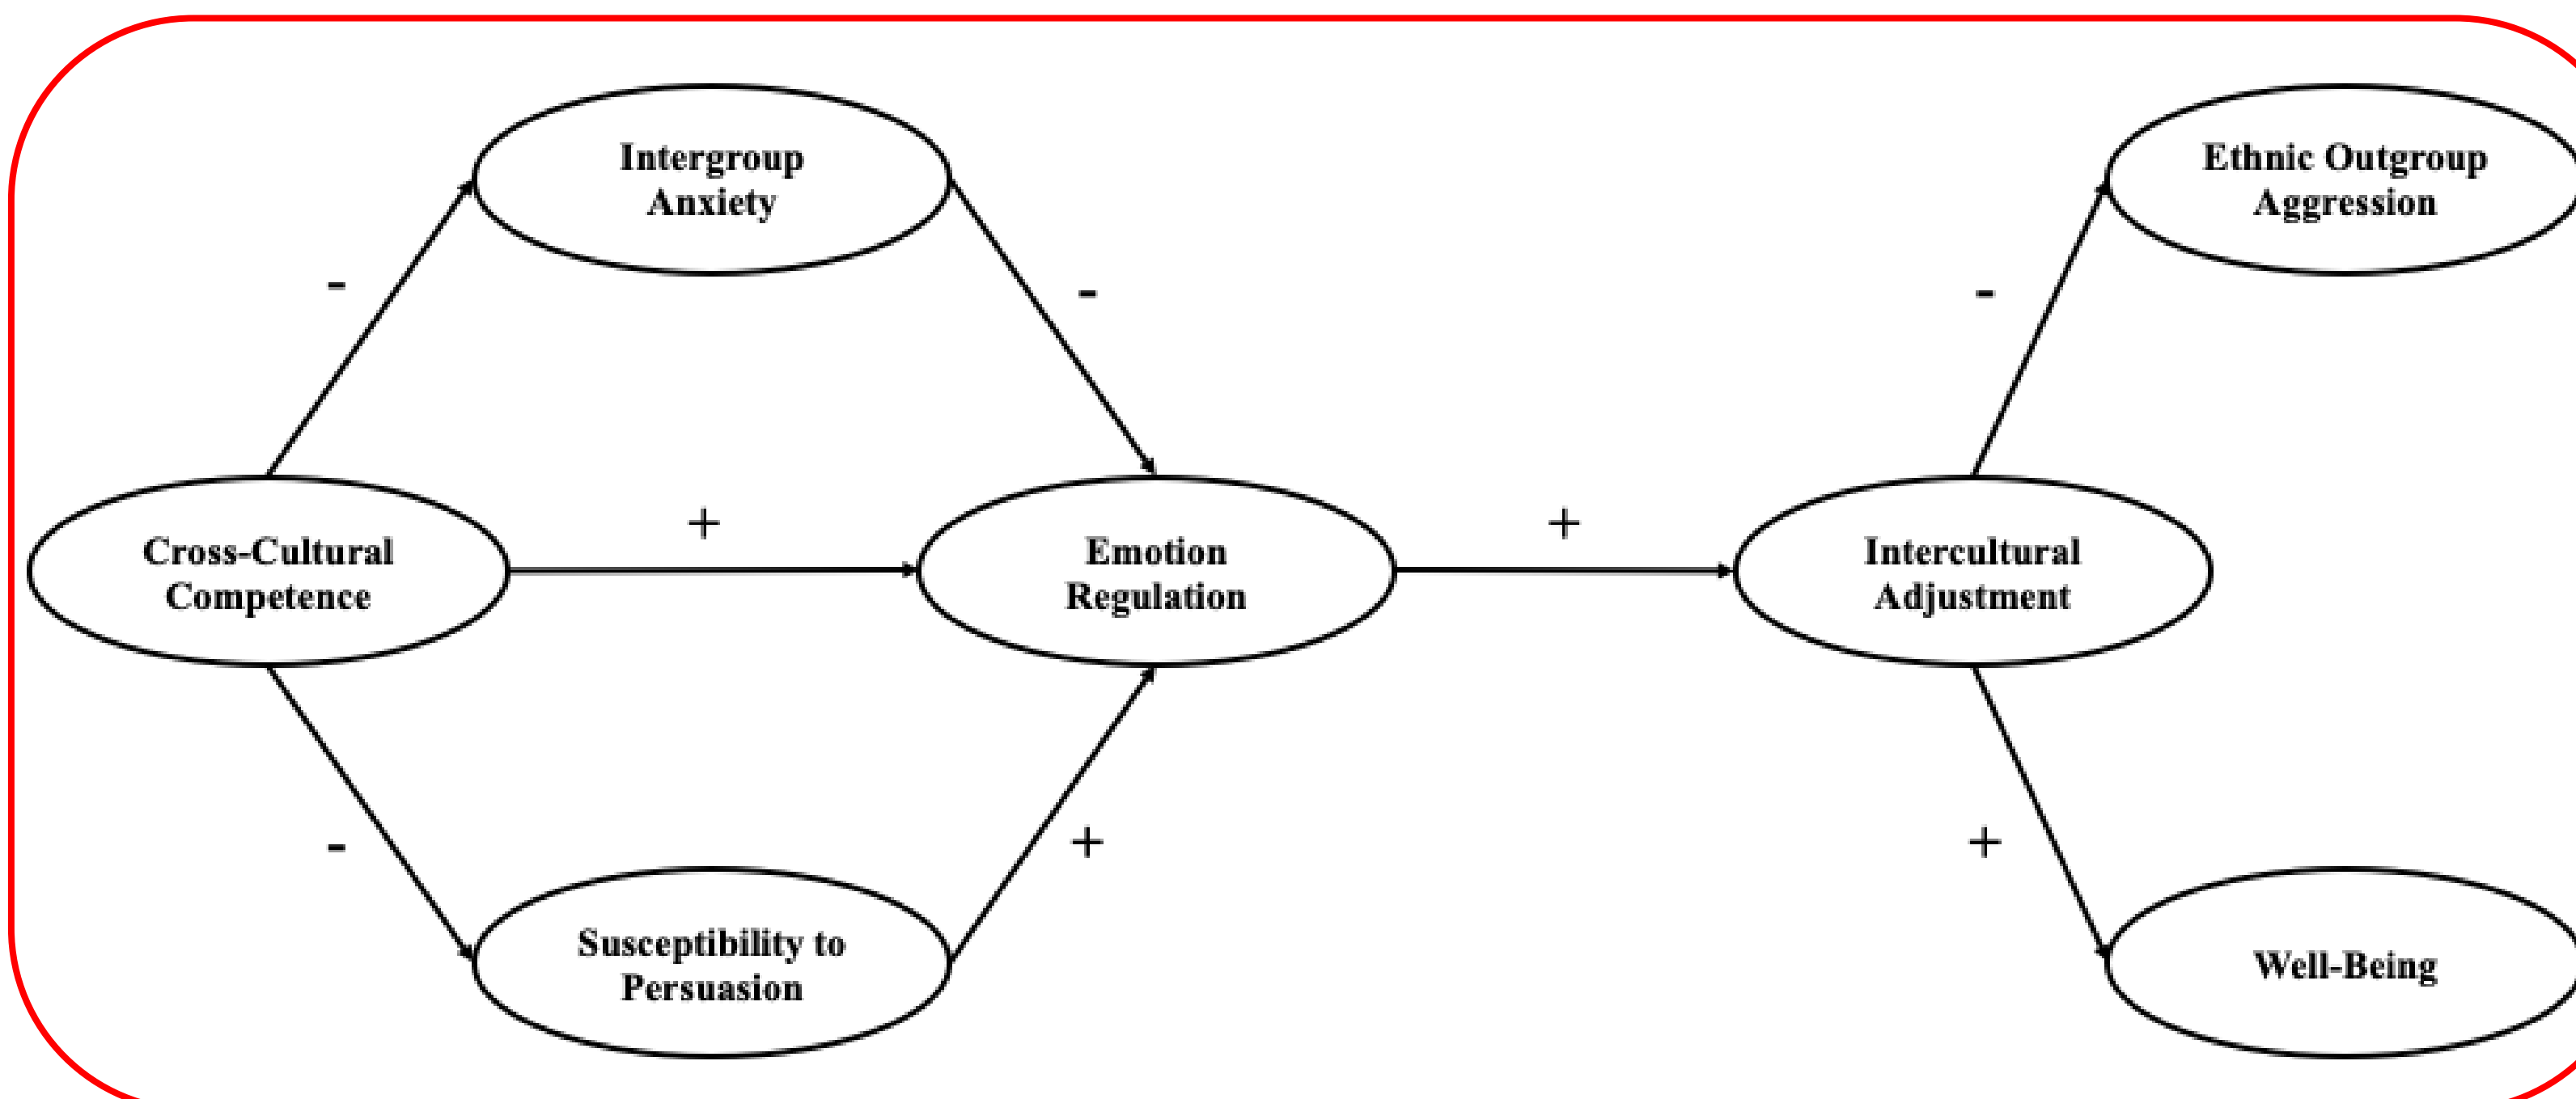 Intergroup
Anxiety
Ethnic Outgroup
Aggression
-
-
-
+
+
Cross-Cultural
Competence
Emotion
Regulation
Intercultural
Adjustment
-
+
+
Susceptibility to
Persuasion
Well-Being